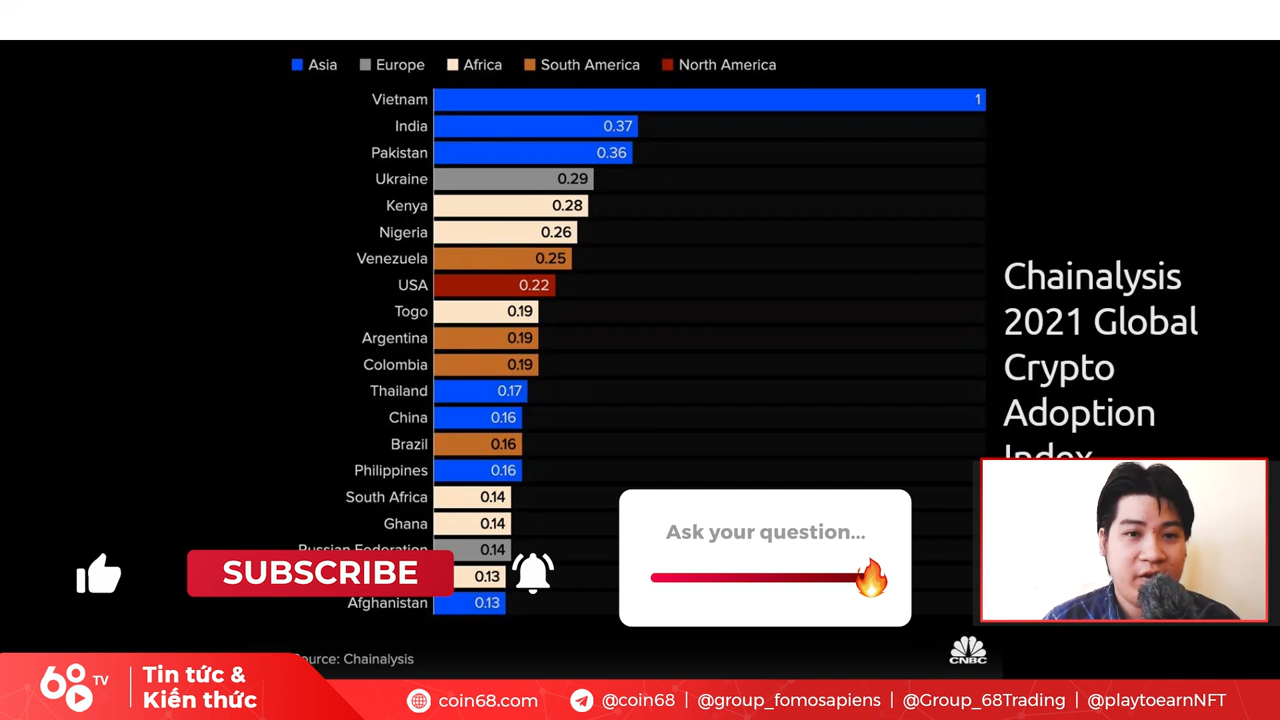 Asia Europe Africa South America North America
Vietnam 1
India 0.37
Pakistan 0.36
Ukraine 0.29
Kenya 0.28
Nigeria 0.26
Venezuela 0.25
USA 0.22
Togo 0.19
Argentina 0.19
Colombia 0.19
Thailand 0.17
China 0.16
Brazil 0.16
Philippines 0.16
South Africa 0.14
Ghana 0.14
Russian Federation 0.14
0.13
Afghanistan 0.13
Chainalysis
2021 Global
Crypto
Adoption
Index
Ask your question...
SUBSCRIBE
Source: Chainalysis
CNBC
68 TV
Tin tức &
Kiến thức
coin68.com
@coin68 | @group_fomosapiens | @Group_68Trading | @playtoearnNFT